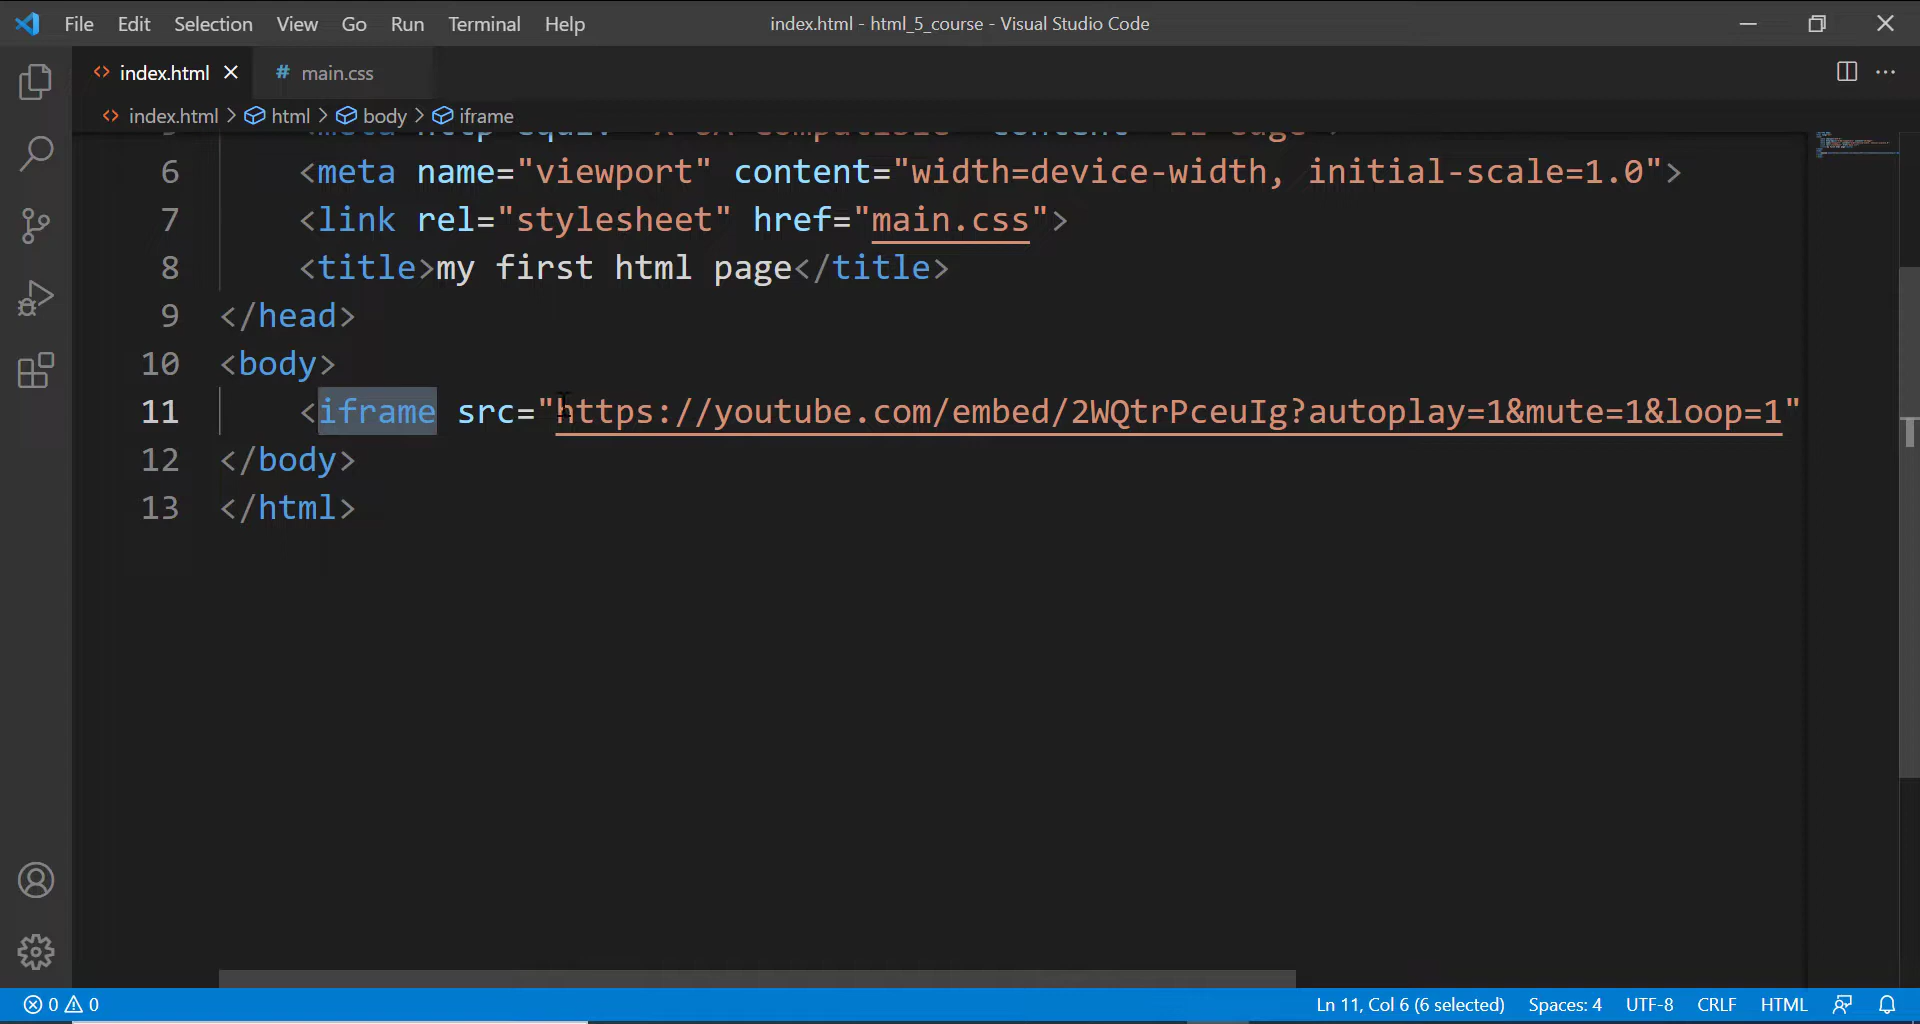 File Edit Selection View Go Run Terminal Help index.html - html_5_course - Visual Studio Code
index.html main.css
index.html > html > body > iframe
6 <meta name="viewport" content="width=device-width, initial-scale=1.0">
7 <link rel="stylesheet" href="main.css">
8 <title>my first html page</title>
9 </head>
10 <body>
11 <iframe src="https://youtube.com/embed/2WQtrPceuIg?autoplay=1&mute=1&loop=1"
12 </body>
13 </html>
0 0 Ln 11, Col 6 (6 selected) Spaces: 4 UTF-8 CRLF HTML